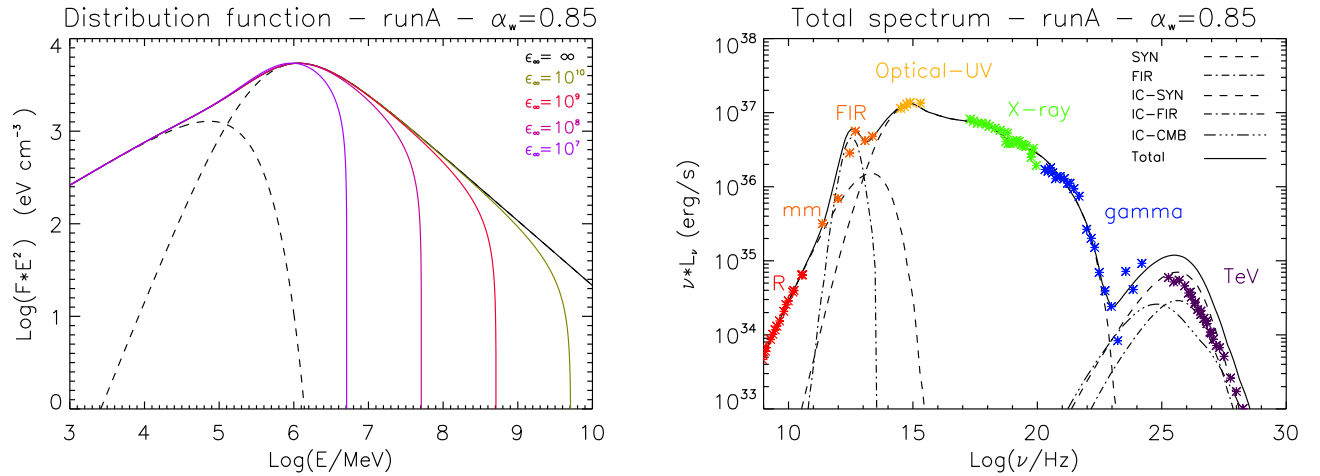 Distribution function – runA – α_w=0.85
Log(F*E²) (eV cm⁻³)
4
3
2
1
0
ϵ∞= ∞
ϵ∞=10¹⁰
ϵ∞=10⁹
ϵ∞=10⁸
ϵ∞=10⁷
3 4 5 6 7 8 9 10
Log(E/MeV)
Total spectrum – runA – α_w=0.85
ν*L_ν (erg/s)
10³⁸
10³⁷
10³⁶
10³⁵
10³⁴
10³³
Optical–UV
FIR
X–ray
mm
gamma
R
TeV
SYN
FIR
IC–SYN
IC–FIR
IC–CMB
Total
10 15 20 25 30
Log(ν/Hz)